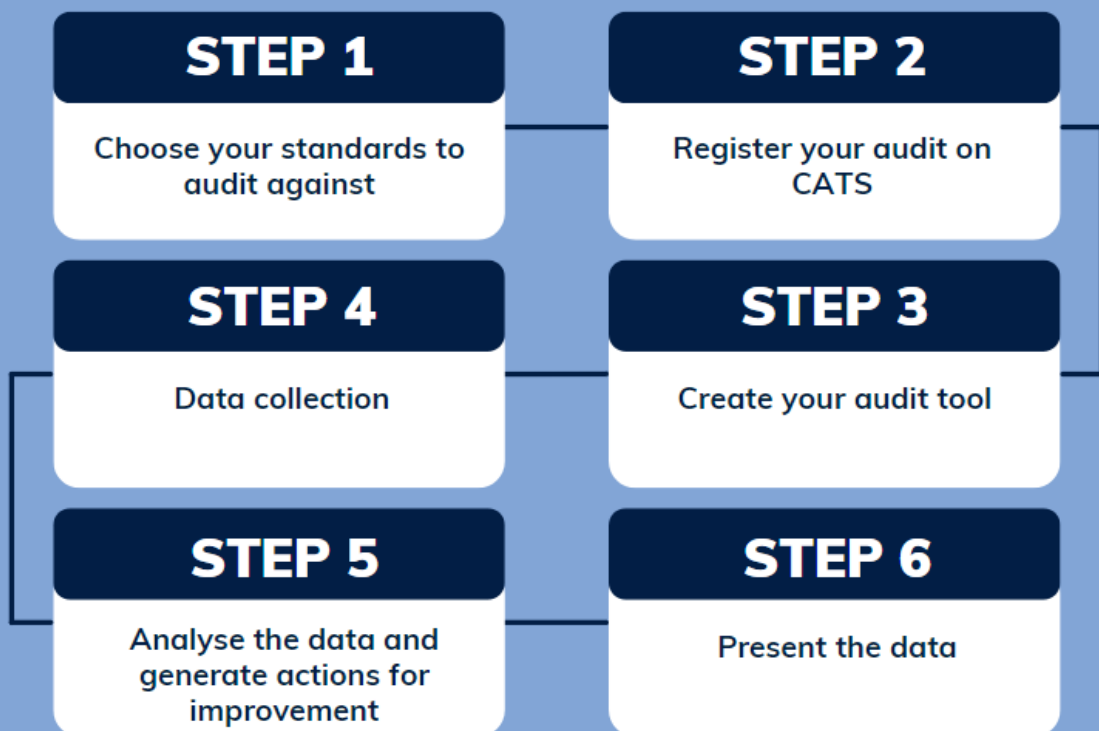 STEP 1
Choose your standards to
audit against
STEP 2
Register your audit on
CATS
STEP 3
Create your audit tool
STEP 4
Data collection
STEP 5
Analyse the data and
generate actions for
improvement
STEP 6
Present the data